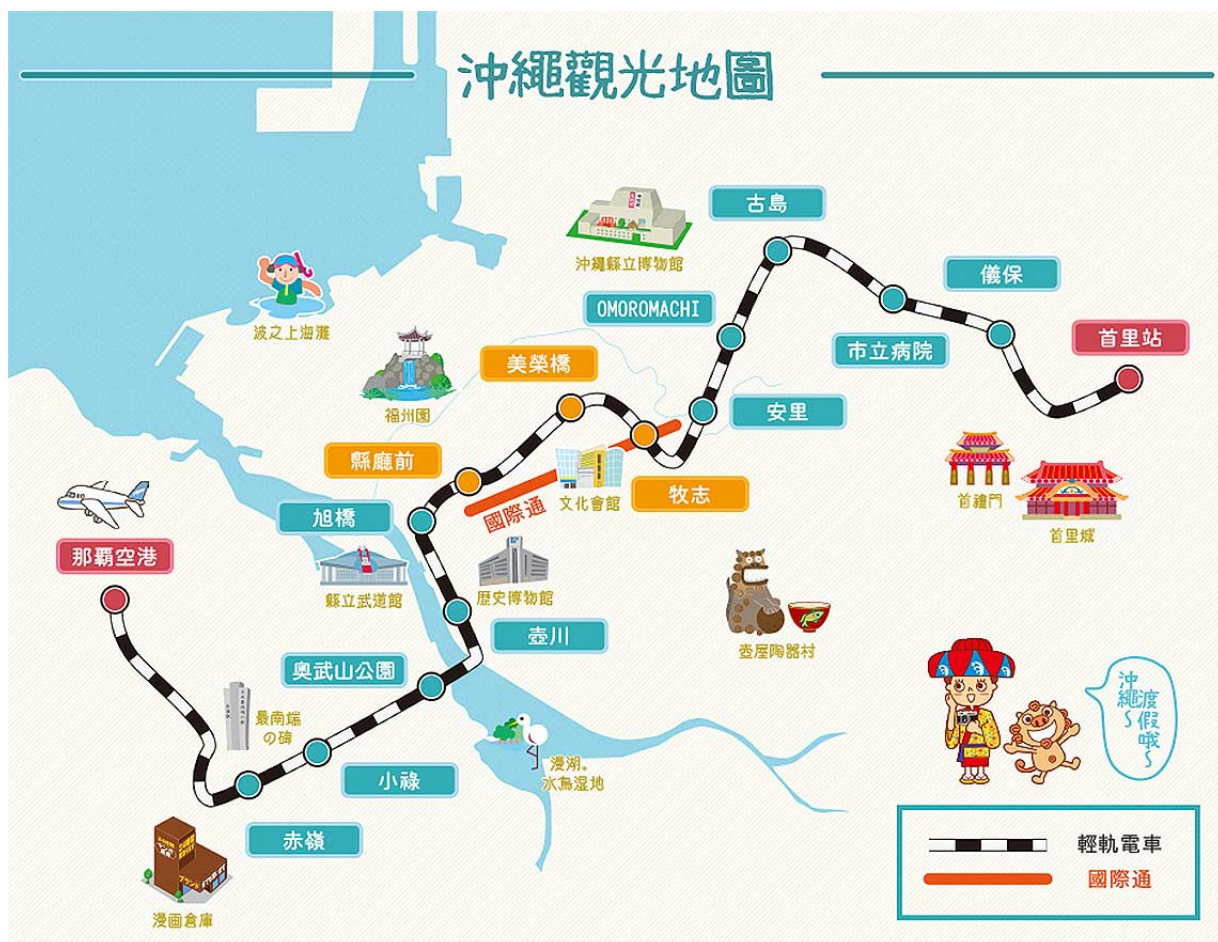 沖繩觀光地圖
古島
沖繩縣立博物館
儀保
OMOROMACHI
波之上海灘
首里站
市立病院
美榮橋
安里
福州園
縣廳前
牧志
文化會館
國際通
首禮門
旭橋
首里城
那霸空港
縣立武道館
歷史博物館
壺川
壺屋陶器村
奧武山公園
最南端
の碑
沖繩~
渡假哦~
漫湖。
水鳥濕地
小祿
赤嶺
輕軌電車
國際通
漫画倉庫